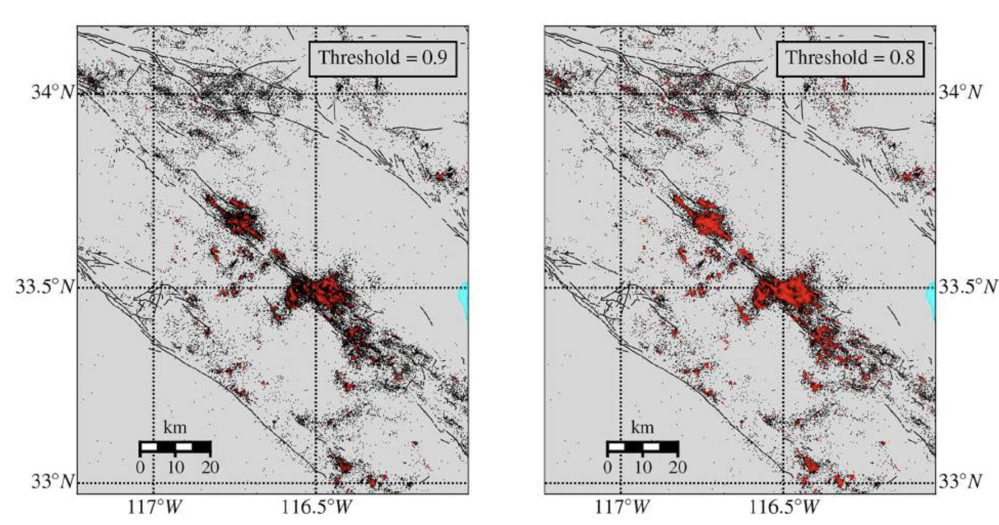 Threshold = 0.9
Threshold = 0.8
34°N
34°N
33.5°N
33.5°N
km
km
0 10 20
0 10 20
33°N
33°N
117°W 116.5°W
117°W 116.5°W